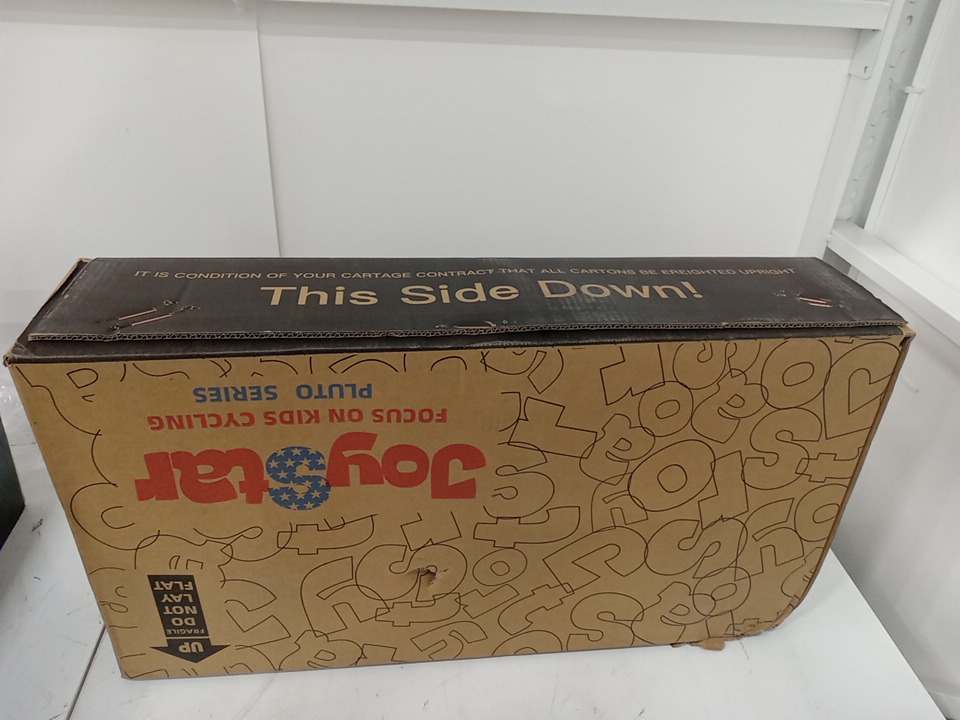 IT IS CONDITION OF YOUR CARTAGE CONTRACT THAT ALL CARTONS BE EREIGHTED UPRIGHT
This Side Down!
JoyStar
FOCUS ON KIDS CYCLING
PLUTO SERIES
UP
FRAGILE
DO NOT LAY FLAT